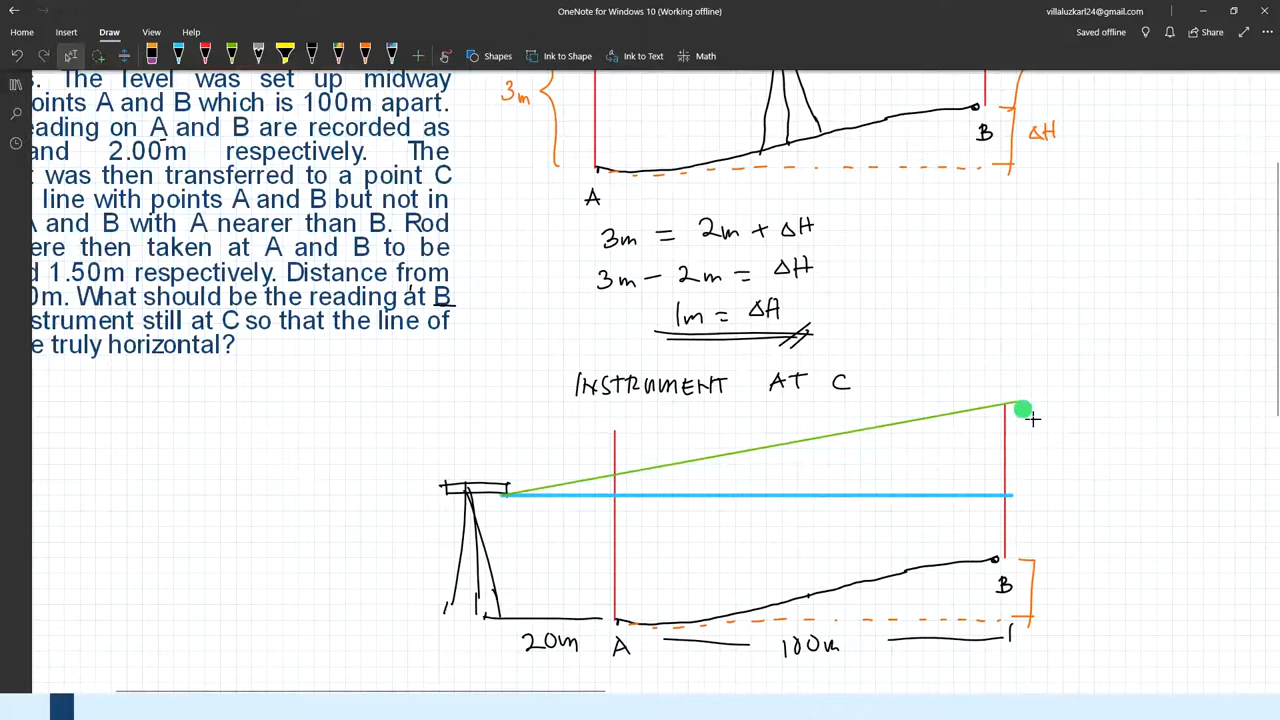 OneNote for Windows 10 (Working offline)
villaluzkarl24@gmail.com
Home Insert Draw View Help
Saved offline Share
Shapes Ink to Shape Ink to Text Math
s. The level was set up midway
oints A and B which is 100m apart.
eading on A and B are recorded as
and 2.00m respectively. The
t was then transferred to a point C
line with points A and B but not in
A and B with A nearer than B. Rod
ere then taken at A and B to be
d 1.50m respectively. Distance from
0m. What should be the reading at B
strument still at C so that the line of
e truly horizontal?
3m
B
ΔH
A
3m = 2m + ΔH
3m - 2m = ΔH
1m = ΔH
INSTRUMENT AT C
B
20m A 100m